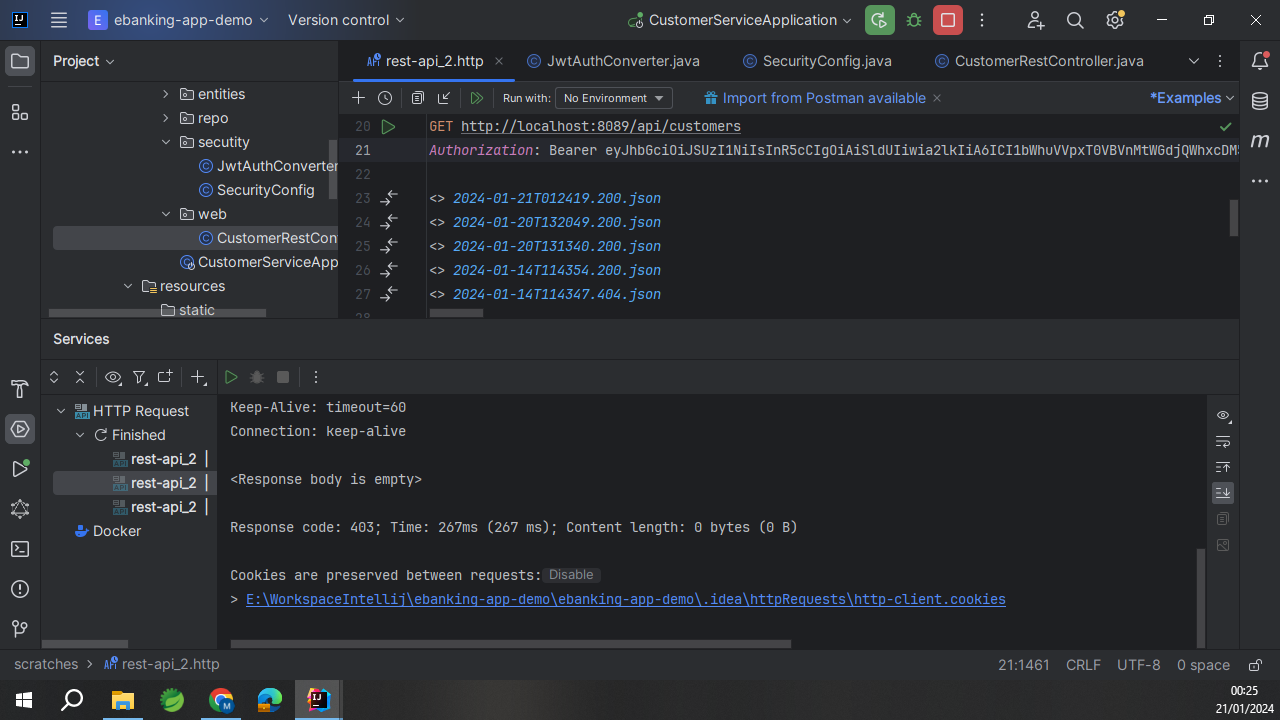 E ebanking-app-demo Version control CustomerServiceApplication
Project
entities
repo
secutity
JwtAuthConverter
SecurityConfig
web
CustomerRestCon
CustomerServiceApp
resources
static
rest-api_2.http JwtAuthConverter.java SecurityConfig.java CustomerRestController.java
Run with: No Environment Import from Postman available *Examples
20 GET http://localhost:8089/api/customers
21 Authorization: Bearer eyJhbGciOiJSUzI1NiIsInR5cCIgOiAiSldUIiwia2lkIiA6ICI1bWhuVVpxT0VBVnMtWGdjQWhxcDM5
22
23 <> 2024-01-21T012419.200.json
24 <> 2024-01-20T132049.200.json
25 <> 2024-01-20T131340.200.json
26 <> 2024-01-14T114354.200.json
27 <> 2024-01-14T114347.404.json
28
Services
HTTP Request
Finished
rest-api_2 |
rest-api_2 |
rest-api_2 |
Docker
Keep-Alive: timeout=60
Connection: keep-alive
<Response body is empty>
Response code: 403; Time: 267ms (267 ms); Content length: 0 bytes (0 B)
Cookies are preserved between requests: Disable
> E:\WorkspaceIntellij\ebanking-app-demo\ebanking-app-demo\.idea\httpRequests\http-client.cookies
scratches > rest-api_2.http 21:1461 CRLF UTF-8 0 space
00:25
21/01/2024